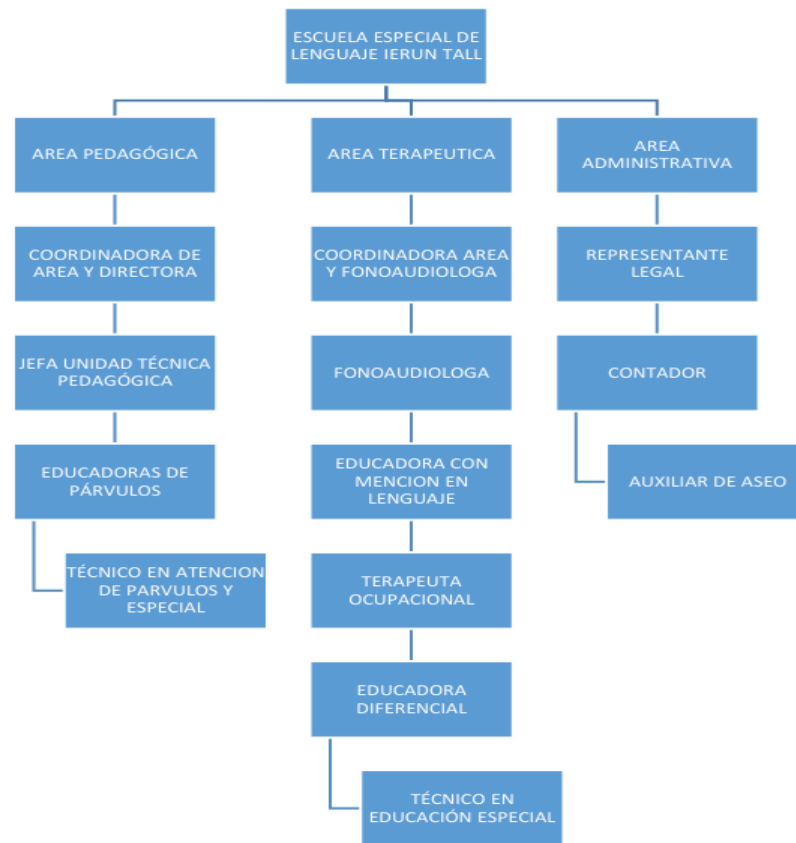 ESCUELA ESPECIAL DE
LENGUAJE IERUN TALL
AREA PEDAGÓGICA
AREA TERAPEUTICA
AREA
ADMINISTRATIVA
COORDINADORA DE
AREA Y DIRECTORA
COORDINADORA AREA
Y FONOAUDIOLOGA
REPRESENTANTE
LEGAL
JEFA UNIDAD TÉCNICA
PEDAGÓGICA
FONOAUDIOLOGA
CONTADOR
EDUCADORAS DE
PÁRVULOS
EDUCADORA CON
MENCION EN
LENGUAJE
AUXILIAR DE ASEO
TÉCNICO EN ATENCION
DE PARVULOS Y
ESPECIAL
TERAPEUTA
OCUPACIONAL
EDUCADORA
DIFERENCIAL
TÉCNICO EN
EDUCACIÓN ESPECIAL